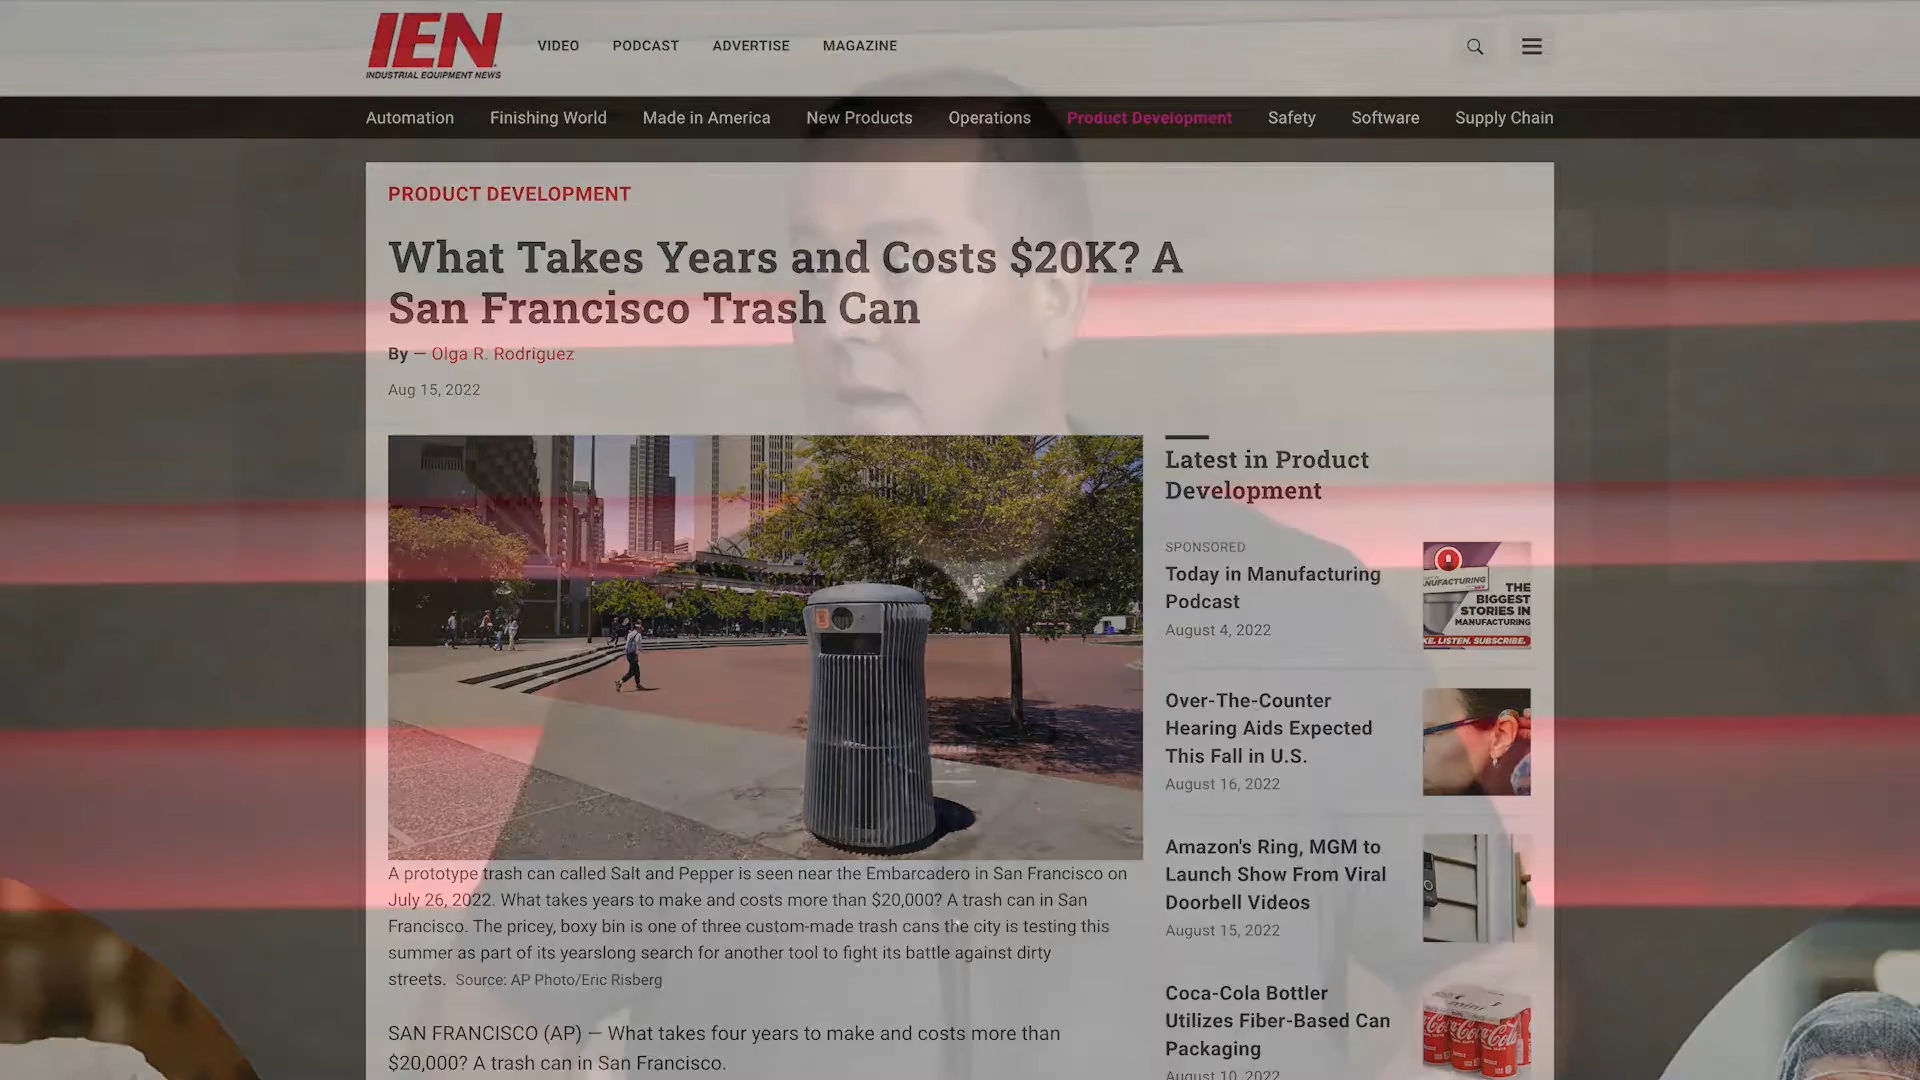 IEN
INDUSTRIAL EQUIPMENT NEWS
VIDEO PODCAST ADVERTISE MAGAZINE
Automation Finishing World Made in America New Products Operations Product Development Safety Software Supply Chain
PRODUCT DEVELOPMENT
What Takes Years and Costs $20K? A
San Francisco Trash Can
By — Olga R. Rodriguez
Aug 15, 2022
A prototype trash can called Salt and Pepper is seen near the Embarcadero in San Francisco on
July 26, 2022. What takes years to make and costs more than $20,000? A trash can in San
Francisco. The pricey, boxy bin is one of three custom-made trash cans the city is testing this
summer as part of its yearslong search for another tool to fight its battle against dirty
streets. Source: AP Photo/Eric Risberg
SAN FRANCISCO (AP) — What takes four years to make and costs more than
$20,000? A trash can in San Francisco.
Latest in Product
Development
SPONSORED
Today in Manufacturing
Podcast
August 4, 2022
NUFACTURING
THE
BIGGEST
STORIES IN
MANUFACTURING
KE. LISTEN. SUBSCRIBE.
Over-The-Counter
Hearing Aids Expected
This Fall in U.S.
August 16, 2022
Amazon's Ring, MGM to
Launch Show From Viral
Doorbell Videos
August 15, 2022
Coca-Cola Bottler
Utilizes Fiber-Based Can
Packaging
August 10, 2022
mini